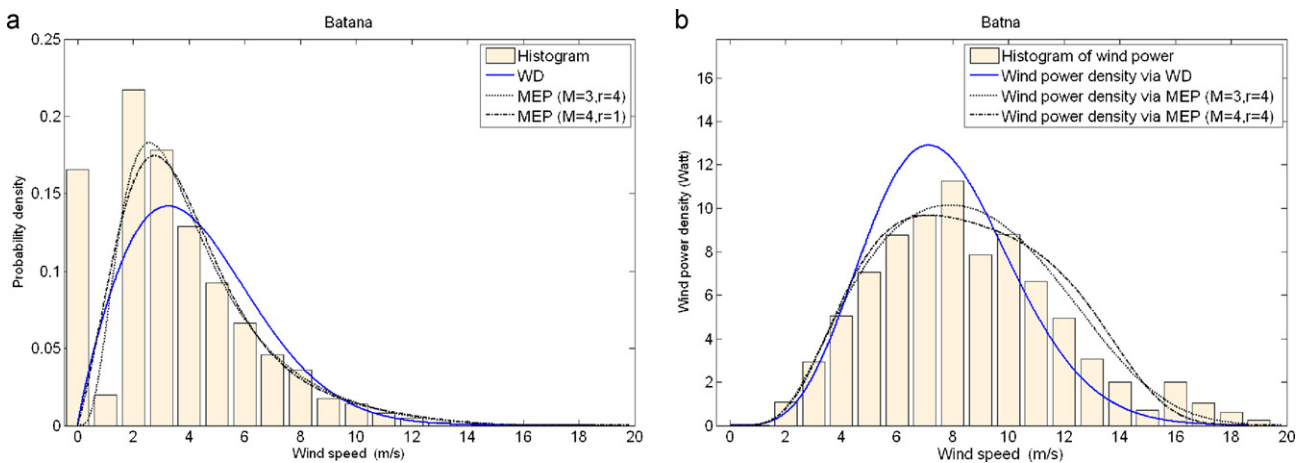 a
Batana
0.25
0.2
0.15
0.1
0.05
0
Probability density
Histogram
WD
MEP (M=3,r=4)
MEP (M=4,r=1)
0 2 4 6 8 10 12 14 16 18 20
Wind speed (m/s)
b
Batna
16
14
12
10
8
6
4
2
0
Wind power density (Watt)
Histogram of wind power
Wind power density via WD
Wind power density via MEP (M=3,r=4)
Wind power density via MEP (M=4,r=4)
0 2 4 6 8 10 12 14 16 18 20
Wind speed (m/s)